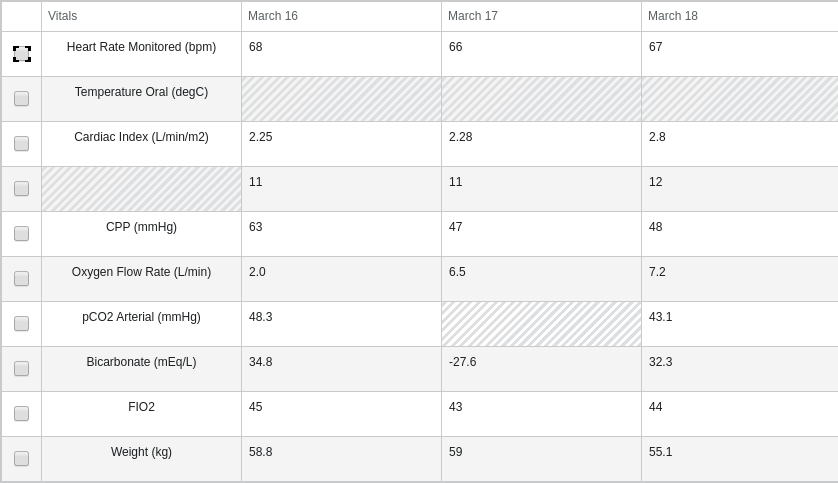 Vitals March 16 March 17 March 18
Heart Rate Monitored (bpm) 68 66 67
Temperature Oral (degC)
Cardiac Index (L/min/m2) 2.25 2.28 2.8
11 11 12
CPP (mmHg) 63 47 48
Oxygen Flow Rate (L/min) 2.0 6.5 7.2
pCO2 Arterial (mmHg) 48.3 43.1
Bicarbonate (mEq/L) 34.8 -27.6 32.3
FIO2 45 43 44
Weight (kg) 58.8 59 55.1